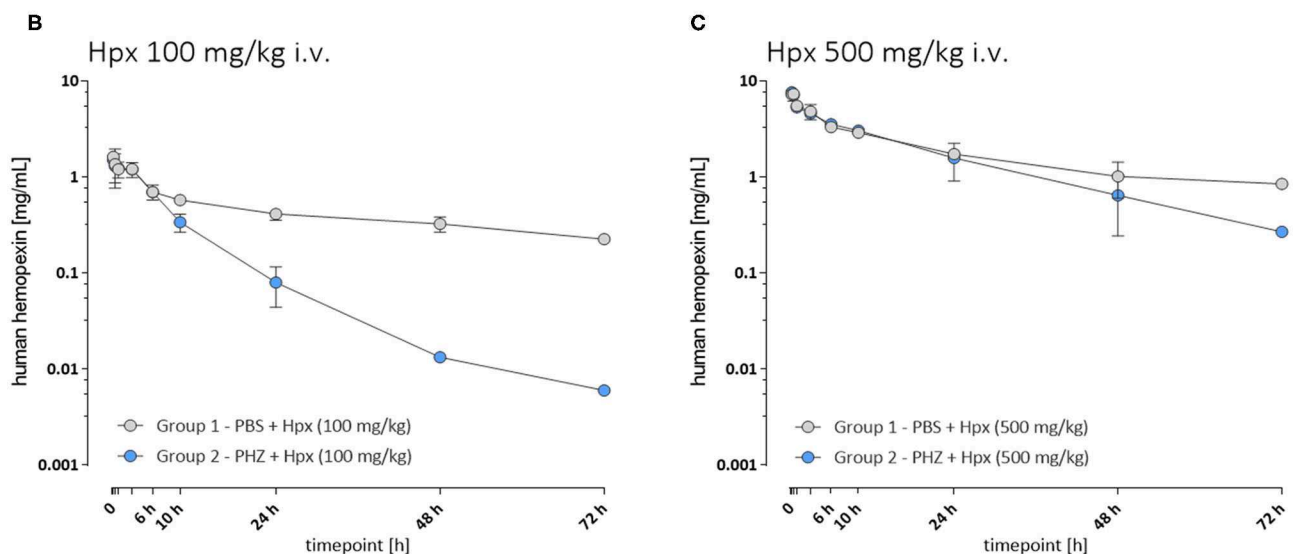 B
Hpx 100 mg/kg i.v.
human hemopexin [mg/mL]
10
1
0.1
0.01
0.001
Group 1 - PBS + Hpx (100 mg/kg)
Group 2 - PHZ + Hpx (100 mg/kg)
0
6 h
10 h
24 h
48 h
72 h
timepoint [h]
C
Hpx 500 mg/kg i.v.
human hemopexin [mg/mL]
10
1
0.1
0.01
0.001
Group 1 - PBS + Hpx (500 mg/kg)
Group 2 - PHZ + Hpx (500 mg/kg)
0
6 h
10 h
24 h
48 h
72 h
timepoint [h]